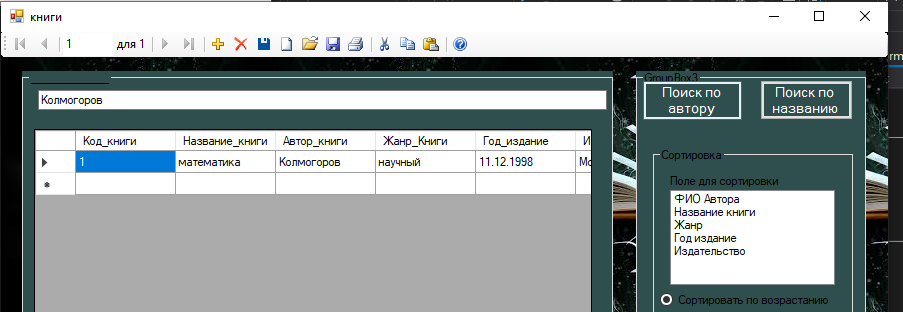 книги
1 для 1
GroupBox3
Колмогоров
Поиск по автору
Поиск по названию
Код_книги Название_книги Автор_книги Жанр_Книги Год_издание И
1 математика Колмогоров научный 11.12.1998 Мо
Сортировка
Поле для сортировки
ФИО Автора
Название книги
Жанр
Год издание
Издательство
Сортировать по возрастанию